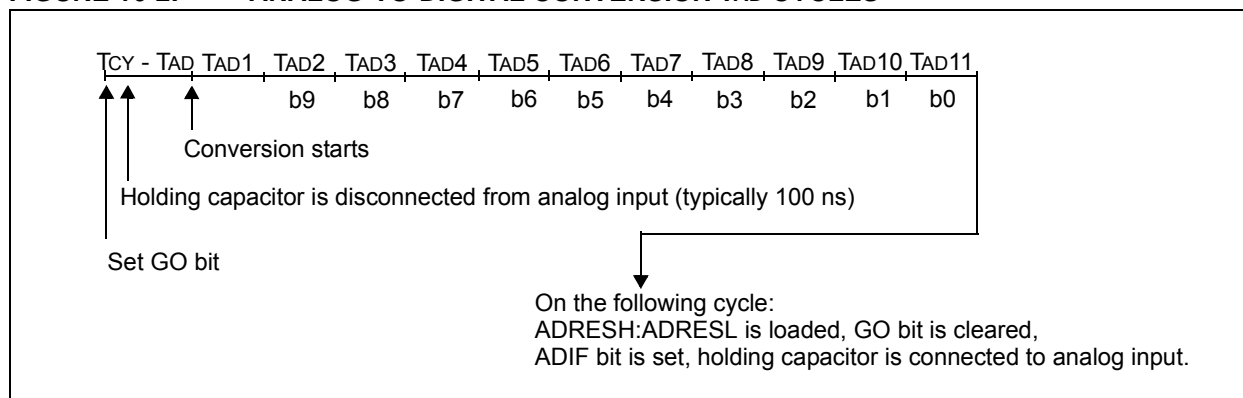 FIGURE 16-2: ANALOG-TO-DIGITAL CONVERSION TAD CYCLES
TCY - TAD TAD1 TAD2 TAD3 TAD4 TAD5 TAD6 TAD7 TAD8 TAD9 TAD10 TAD11
b9 b8 b7 b6 b5 b4 b3 b2 b1 b0
Conversion starts
Holding capacitor is disconnected from analog input (typically 100 ns)
Set GO bit
On the following cycle:
ADRESH:ADRESL is loaded, GO bit is cleared,
ADIF bit is set, holding capacitor is connected to analog input.